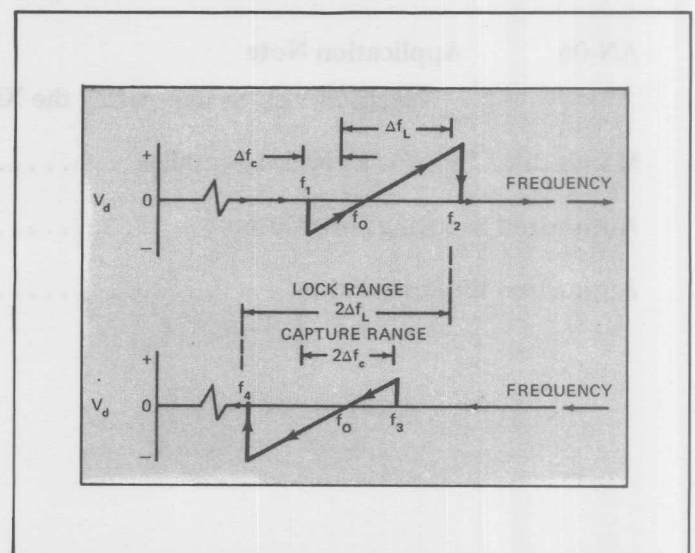 AN-06 Application Note
Δf_L
Δf_c
+
f_1
FREQUENCY
V_d 0
f_o
f_2
−
LOCK RANGE
2Δf_L
CAPTURE RANGE
+
2Δf_c
f_4
FREQUENCY
V_d 0
f_o
f_3
−